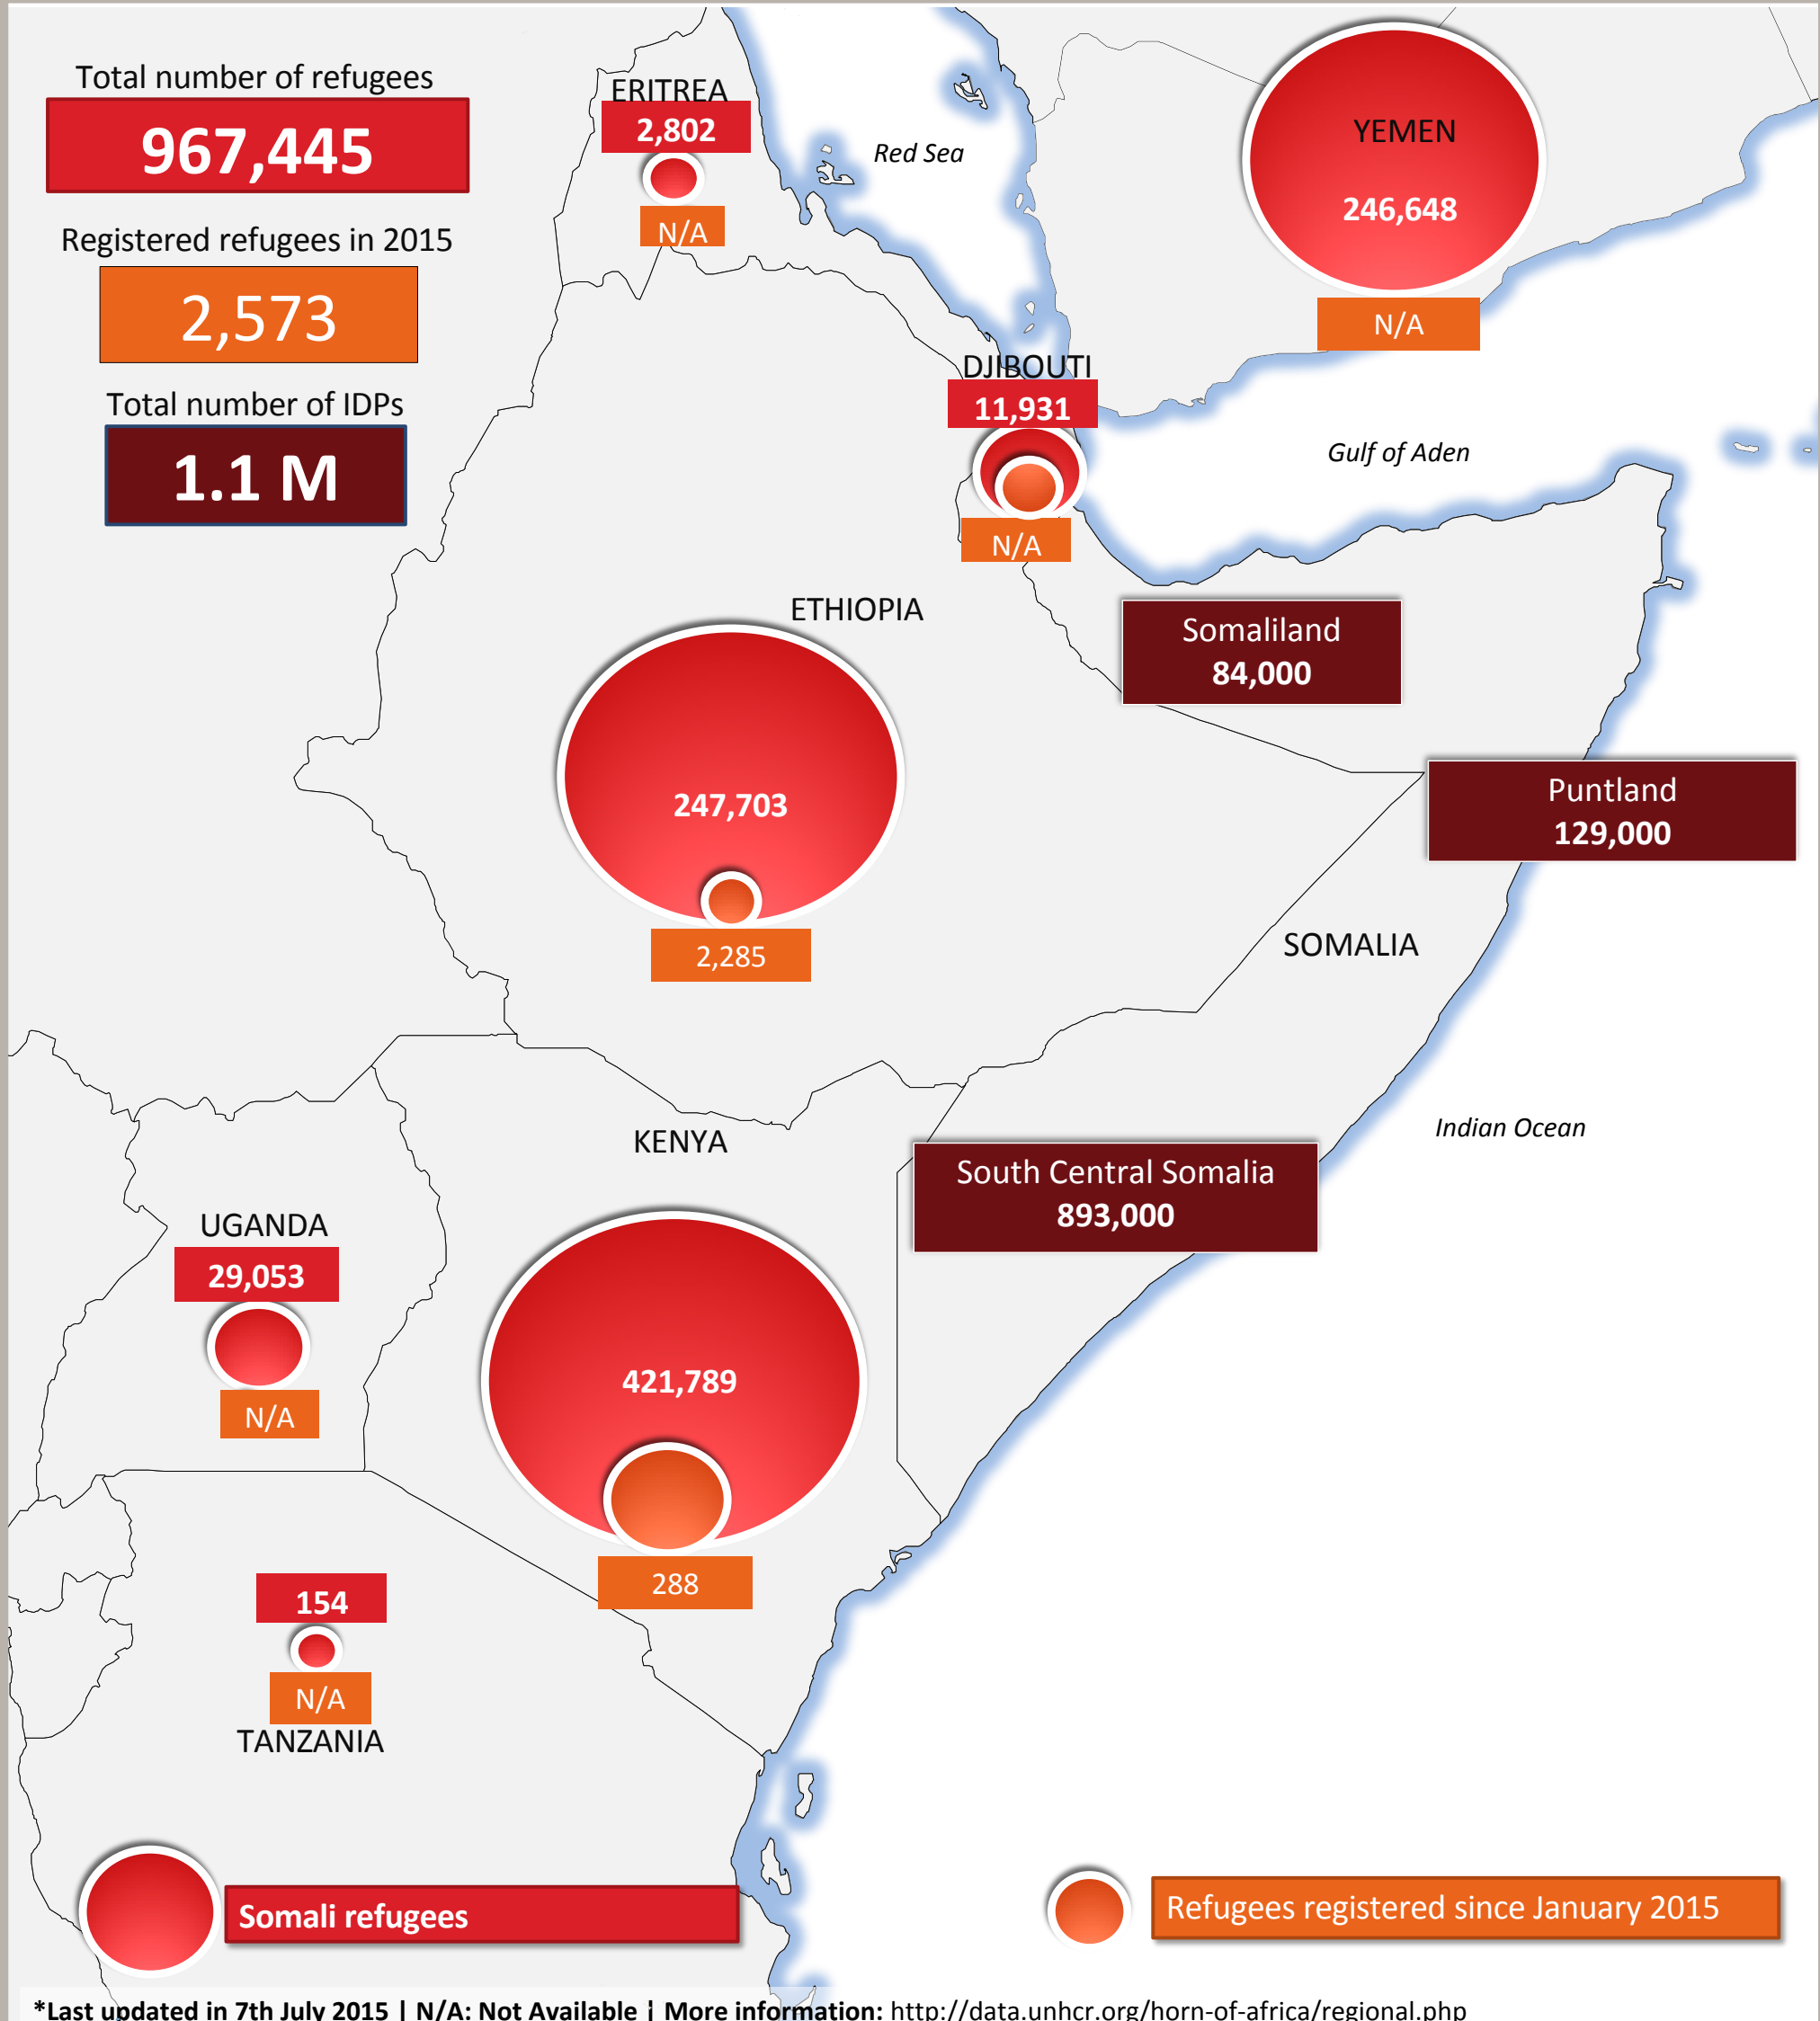 Total number of refugees
967,445
Registered refugees in 2015
2,573
Total number of IDPs
1.1 M
ERITREA
2,802
N/A
Red Sea
YEMEN
246,648
N/A
DJIBOUTI
11,931
N/A
Gulf of Aden
ETHIOPIA
247,703
2,285
Somaliland
84,000
Puntland
129,000
SOMALIA
Indian Ocean
KENYA
421,789
288
South Central Somalia
893,000
UGANDA
29,053
N/A
154
N/A
TANZANIA
Somali refugees
Refugees registered since January 2015
*Last updated in 7th July 2015 | N/A: Not Available ¦ More information: http://data.unhcr.org/horn-of-africa/regional.php